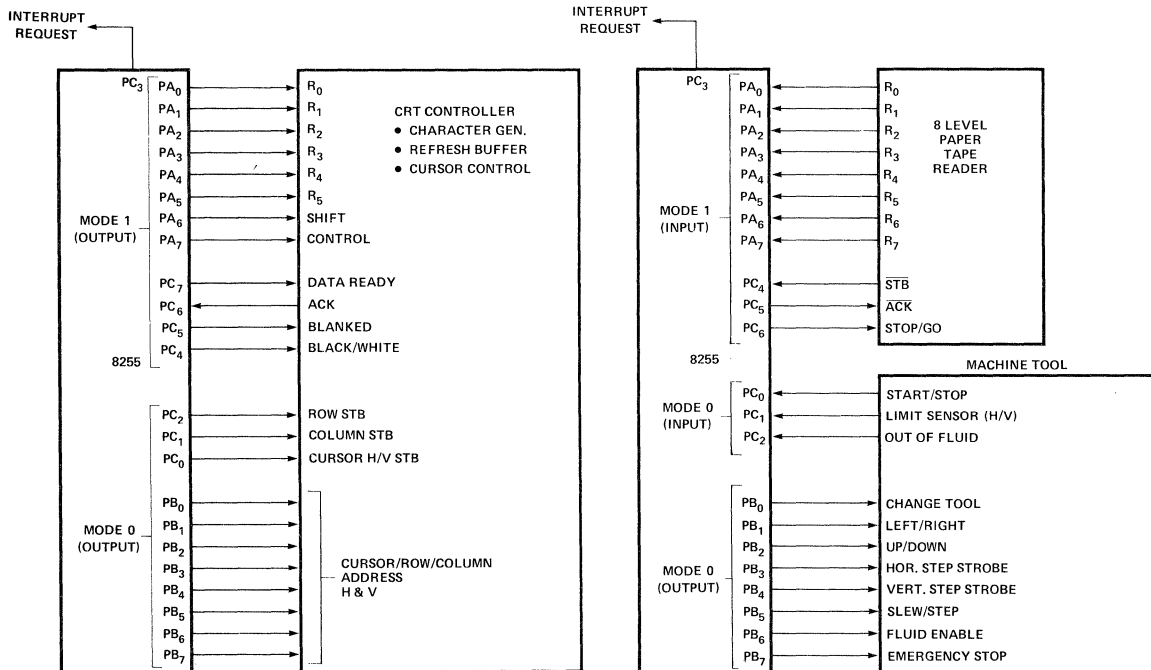 INTERRUPT
REQUEST
PC3
PA0 R0
PA1 R1
PA2 R2
PA3 R3
PA4 R4
PA5 R5
PA6 SHIFT
PA7 CONTROL
CRT CONTROLLER
• CHARACTER GEN.
• REFRESH BUFFER
• CURSOR CONTROL
MODE 1
(OUTPUT)
PC7 DATA READY
PC6 ACK
PC5 BLANKED
PC4 BLACK/WHITE
8255
PC2 ROW STB
PC1 COLUMN STB
PC0 CURSOR H/V STB
MODE 0
(OUTPUT)
PB0
PB1
PB2
PB3
PB4
PB5
PB6
PB7
CURSOR/ROW/COLUMN
ADDRESS
H & V
INTERRUPT
REQUEST
PC3
PA0 R0
PA1 R1
PA2 R2
PA3 R3
PA4 R4
PA5 R5
PA6 R6
PA7 R7
8 LEVEL
PAPER
TAPE
READER
MODE 1
(INPUT)
PC4 STB
PC5 ACK
PC6 STOP/GO
8255
MACHINE TOOL
MODE 0
(INPUT)
PC0 START/STOP
PC1 LIMIT SENSOR (H/V)
PC2 OUT OF FLUID
MODE 0
(OUTPUT)
PB0 CHANGE TOOL
PB1 LEFT/RIGHT
PB2 UP/DOWN
PB3 HOR. STEP STROBE
PB4 VERT. STEP STROBE
PB5 SLEW/STEP
PB6 FLUID ENABLE
PB7 EMERGENCY STOP